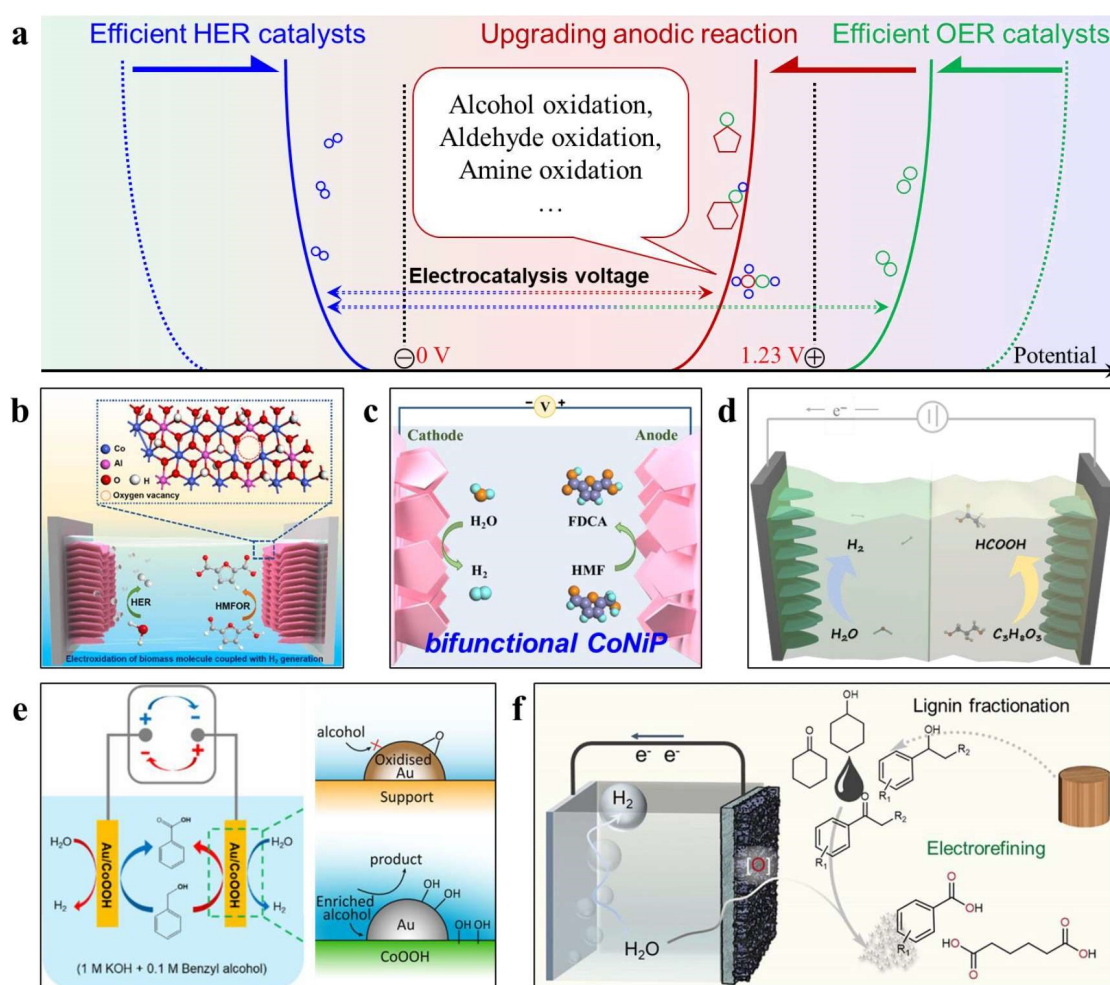 a
Efficient HER catalysts
Upgrading anodic reaction
Efficient OER catalysts
Alcohol oxidation,
Aldehyde oxidation,
Amine oxidation
…
Electrocatalysis voltage
0 V
1.23 V
Potential
b
Co
Al
O
H
Oxygen vacancy
HER
HMFOR
Electroxidation of biomass molecule coupled with H₂ generation
c
V
Cathode
Anode
H₂O
H₂
FDCA
HMF
bifunctional CoNiP
d
e⁻
H₂
HCOOH
H₂O
C₃H₈O₃
e
H₂O
H₂
Au/CoOOH
OH
O
OH
Au/CoOOH
H₂O
H₂
(1 M KOH + 0.1 M Benzyl alcohol)
alcohol
O
Oxidised
Au
Support
product
OH
OH
Enriched
alcohol
Au
OH OH
CoOOH
f
e⁻ e⁻
H₂
[O]
H₂O
OH
O
Lignin fractionation
OH
R₂
R₁
O
R₂
R₁
Electrorefining
O
OH
R₁
O
HO
OH
O